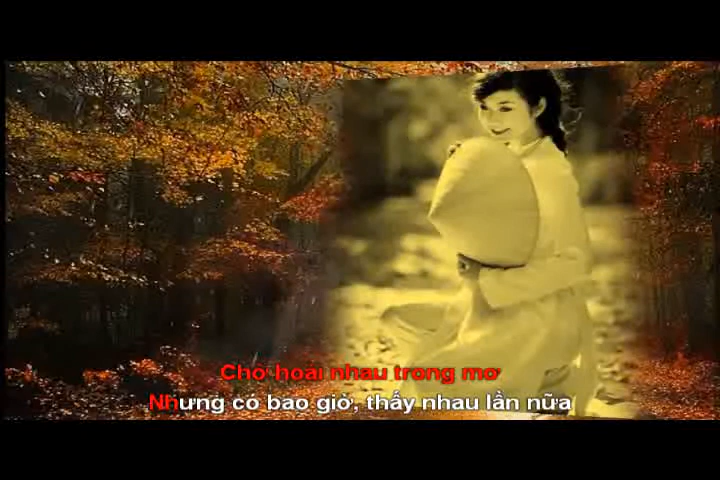 Chờ hoài nhau trong mơ
Nhưng có bao giờ, thấy nhau lần nữa